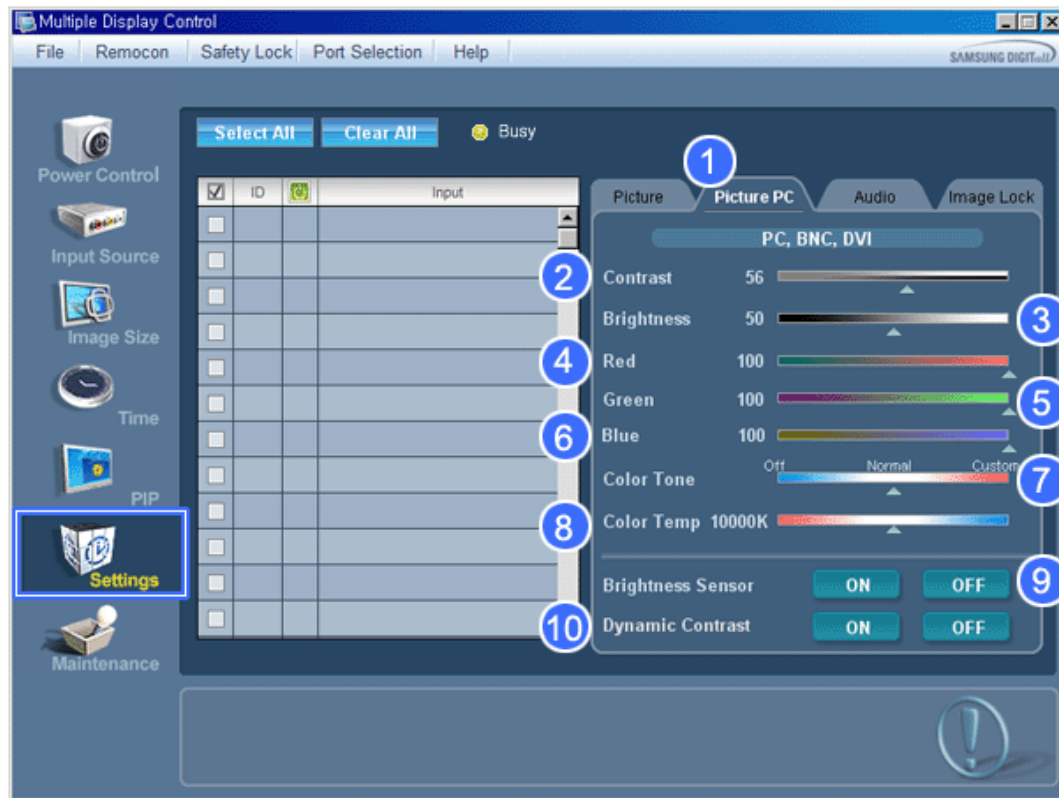 Multiple Display Control
File Remocon Safety Lock Port Selection Help
SAMSUNG DIGITall
Select All Clear All Busy
1
Power Control
ID Input
Picture Picture PC Audio Image Lock
PC, BNC, DVI
Input Source
2 Contrast 56
Brightness 50 3
Image Size
4 Red 100
Green 100 5
Time
6 Blue 100
Off Normal Custom
Color Tone 7
PIP
8 Color Temp 10000K
Settings
Brightness Sensor ON OFF 9
10 Dynamic Contrast ON OFF
Maintenance